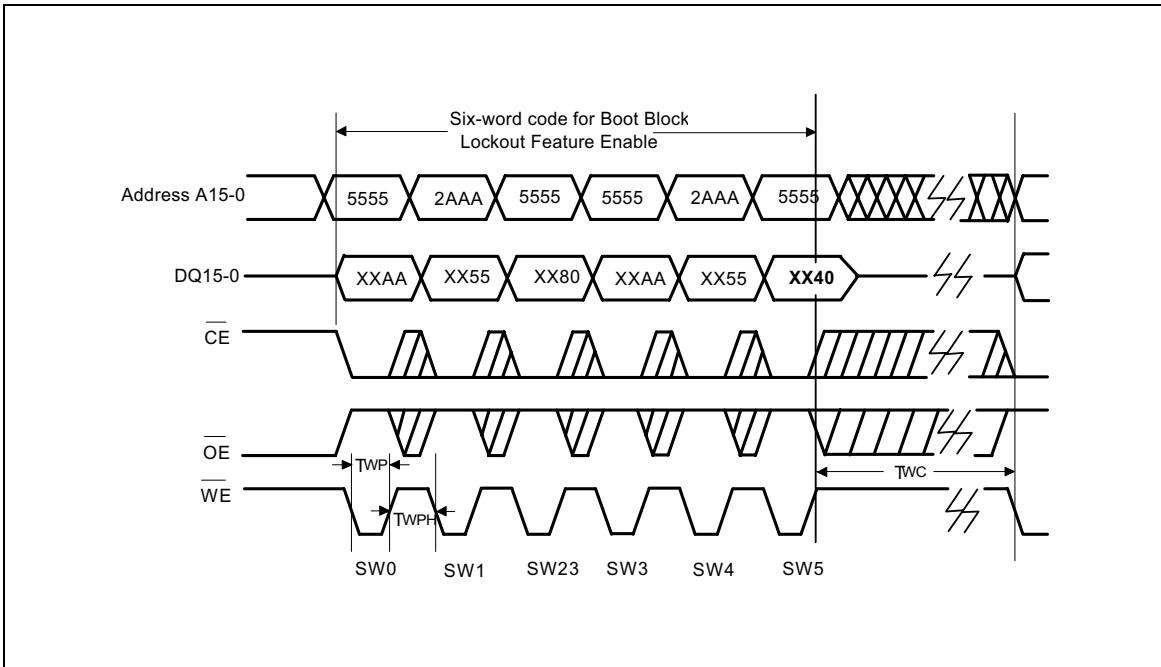 Six-word code for Boot Block
Lockout Feature Enable
Address A15-0 5555 2AAA 5555 5555 2AAA 5555
DQ15-0 XXAA XX55 XX80 XXAA XX55 XX40
CE
OE
TWP TWC
WE
TWPH
SW0 SW1 SW23 SW3 SW4 SW5